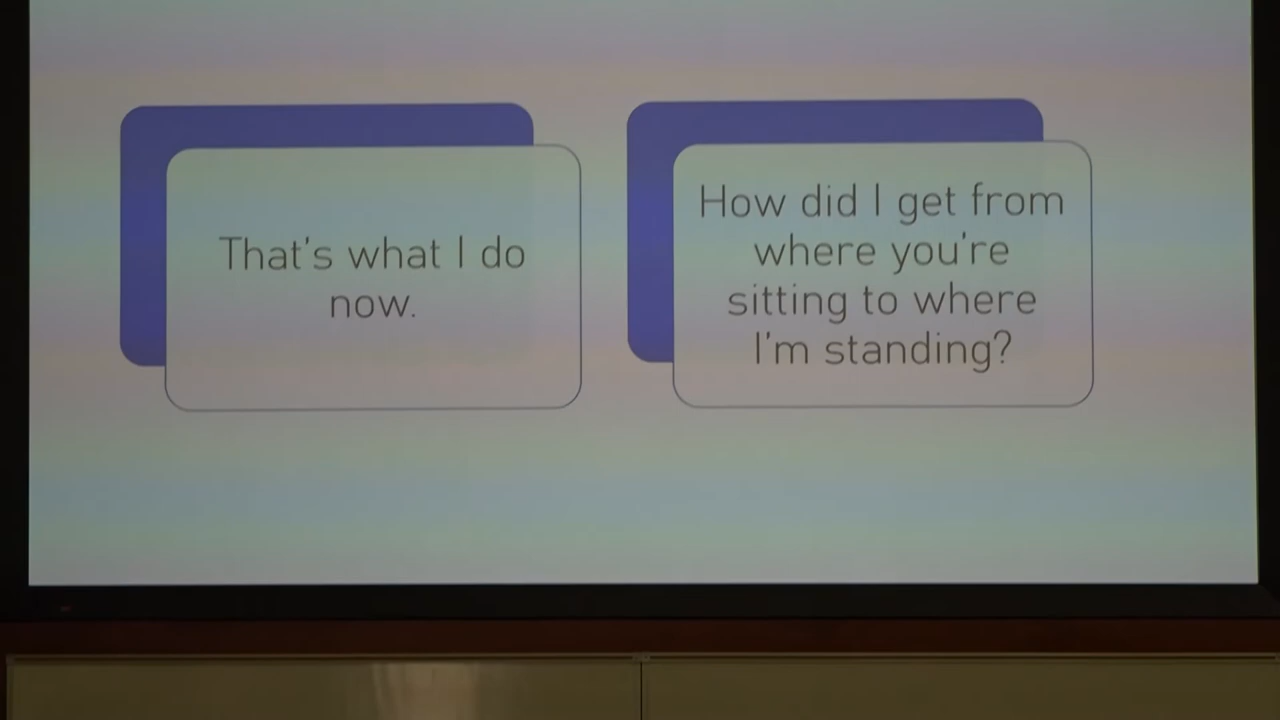 That's what I do
now.
How did I get from
where you're
sitting to where
I'm standing?